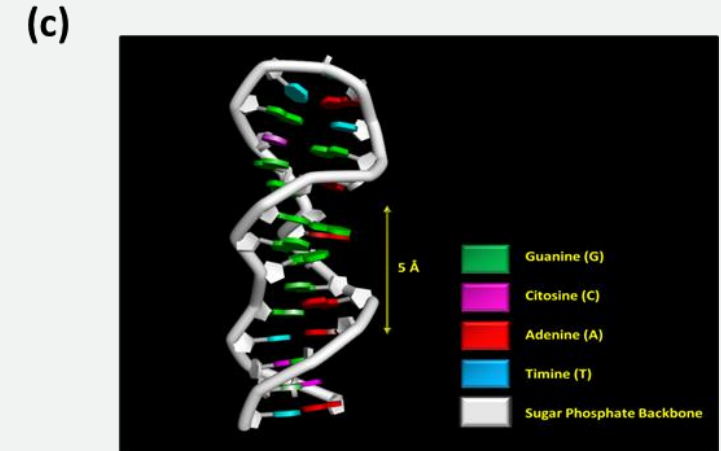 (c)
5 Å
Guanine (G)
Citosine (C)
Adenine (A)
Timine (T)
Sugar Phosphate Backbone